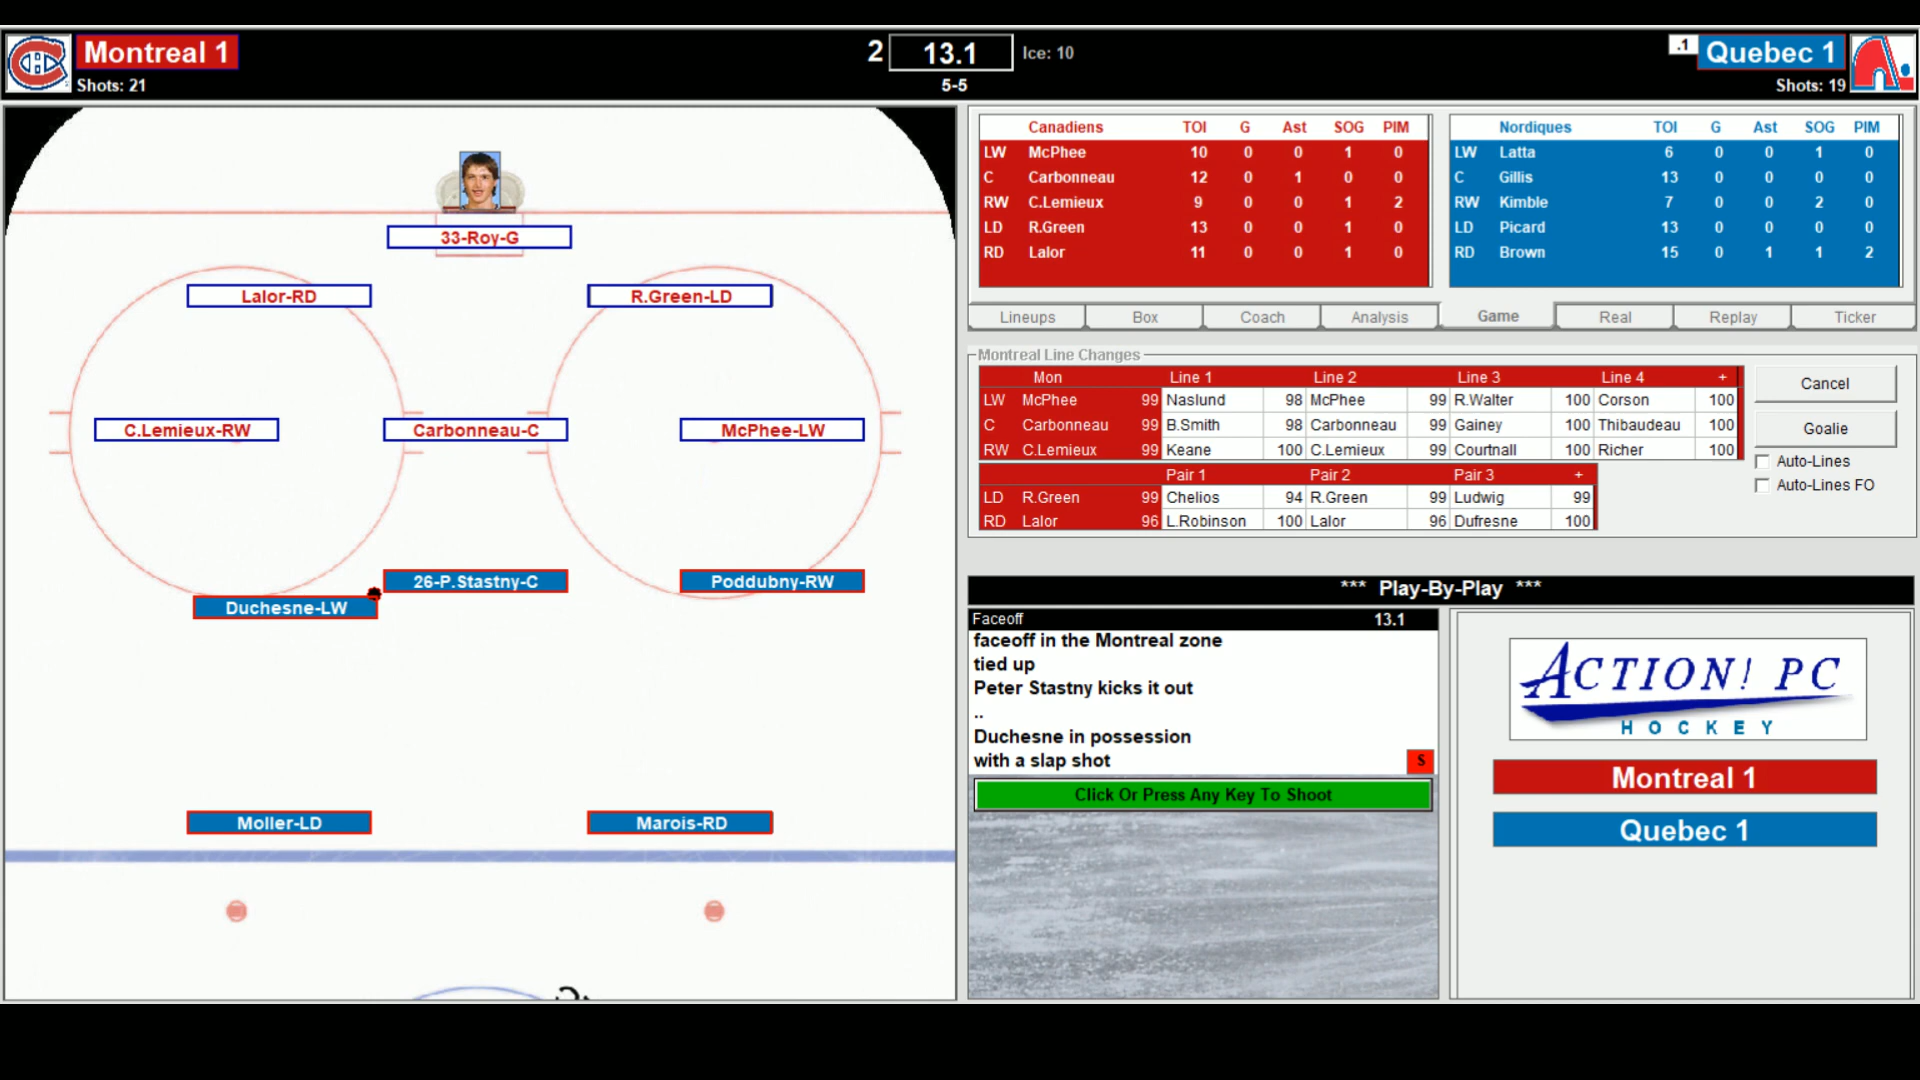 Montreal 1
Shots: 21
2 13.1 Ice: 10
5-5
.1 Quebec 1
Shots: 19
33-Roy-G
Lalor-RD R.Green-LD
C.Lemieux-RW Carbonneau-C McPhee-LW
26-P.Stastny-C Poddubny-RW
Duchesne-LW
Moller-LD Marois-RD
Canadiens TOI G Ast SOG PIM
LW McPhee 10 0 0 1 0
C Carbonneau 12 0 1 0 0
RW C.Lemieux 9 0 0 1 2
LD R.Green 13 0 0 1 0
RD Lalor 11 0 0 1 0
Nordiques TOI G Ast SOG PIM
LW Latta 6 0 0 1 0
C Gillis 13 0 0 0 0
RW Kimble 7 0 0 2 0
LD Picard 13 0 0 0 0
RD Brown 15 0 1 1 2
Lineups Box Coach Analysis Game Real Replay Ticker
Montreal Line Changes
Mon Line 1 Line 2 Line 3 Line 4 +
LW McPhee 99 Naslund 98 McPhee 99 R.Walter 100 Corson 100
C Carbonneau 99 B.Smith 98 Carbonneau 99 Gainey 100 Thibaudeau 100
RW C.Lemieux 99 Keane 100 C.Lemieux 99 Courtnall 100 Richer 100
Pair 1 Pair 2 Pair 3 +
LD R.Green 99 Chelios 94 R.Green 99 Ludwig 99
RD Lalor 96 L.Robinson 100 Lalor 96 Dufresne 100
Cancel
Goalie
Auto-Lines
Auto-Lines FO
*** Play-By-Play ***
Faceoff 13.1
faceoff in the Montreal zone
tied up
Peter Stastny kicks it out
..
Duchesne in possession
with a slap shot S
Click Or Press Any Key To Shoot
ACTION! PC
HOCKEY
Montreal 1
Quebec 1